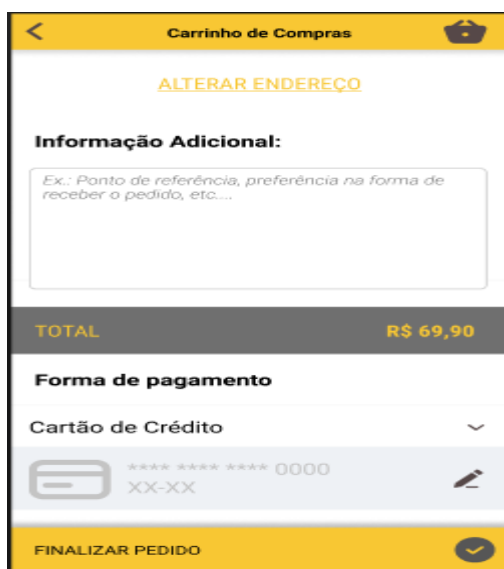 Carrinho de Compras
ALTERAR ENDEREÇO
Informação Adicional:
Ex.: Ponto de referência, preferência na forma de
receber o pedido, etc....
TOTAL R$ 69,90
Forma de pagamento
Cartão de Crédito
**** **** **** 0000
XX-XX
FINALIZAR PEDIDO